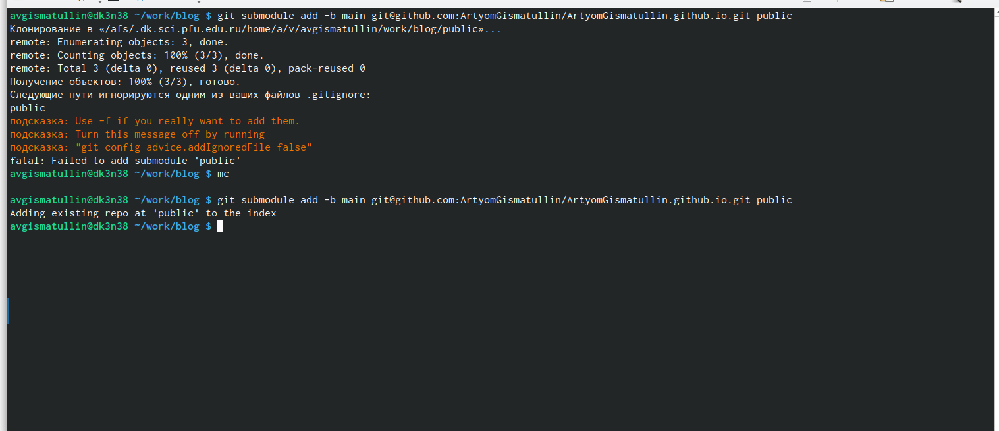 avgismatullin@dk3n38 ~/work/blog $ git submodule add -b main git@github.com:ArtyomGismatullin/ArtyomGismatullin.github.io.git public
Клонирование в «/afs/.dk.sci.pfu.edu.ru/home/a/v/avgismatullin/work/blog/public»...
remote: Enumerating objects: 3, done.
remote: Counting objects: 100% (3/3), done.
remote: Total 3 (delta 0), reused 3 (delta 0), pack-reused 0
Получение объектов: 100% (3/3), готово.
Следующие пути игнорируются одним из ваших файлов .gitignore:
public
подсказка: Use -f if you really want to add them.
подсказка: Turn this message off by running
подсказка: "git config advice.addIgnoredFile false"
fatal: Failed to add submodule 'public'
avgismatullin@dk3n38 ~/work/blog $ mc
avgismatullin@dk3n38 ~/work/blog $ git submodule add -b main git@github.com:ArtyomGismatullin/ArtyomGismatullin.github.io.git public
Adding existing repo at 'public' to the index
avgismatullin@dk3n38 ~/work/blog $